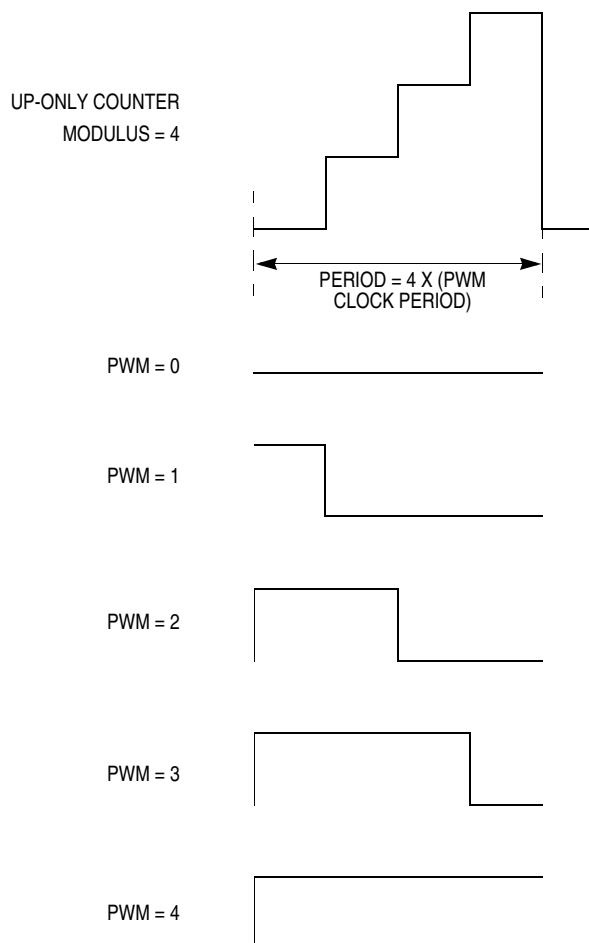 UP-ONLY COUNTER
MODULUS = 4
PERIOD = 4 X (PWM
CLOCK PERIOD)
PWM = 0
PWM = 1
PWM = 2
PWM = 3
PWM = 4